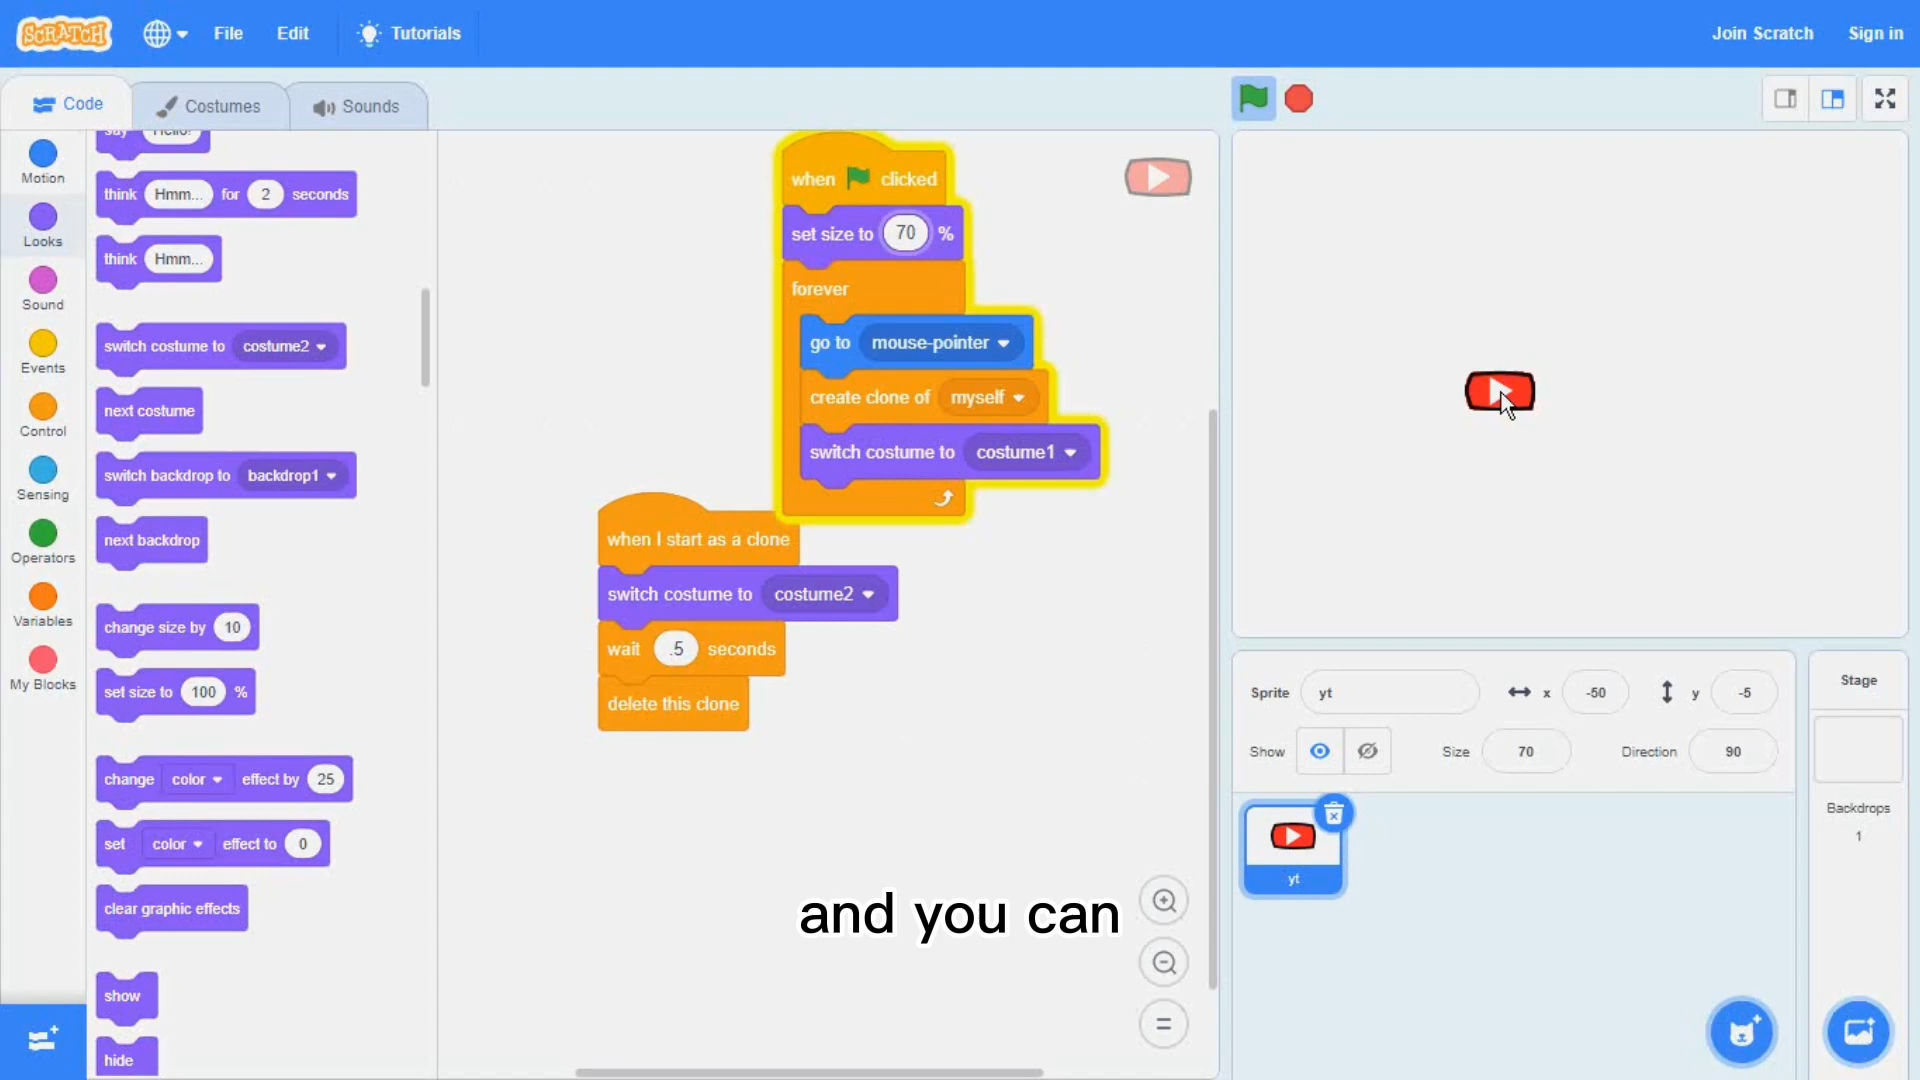 SCRATCH
File
Edit
Tutorials
Join Scratch
Sign in
Code
Costumes
Sounds
Motion
Looks
Sound
Events
Control
Sensing
Operators
Variables
My Blocks
say Hello!
think Hmm... for 2 seconds
think Hmm...
switch costume to costume2
next costume
switch backdrop to backdrop1
next backdrop
change size by 10
set size to 100 %
change color effect by 25
set color effect to 0
clear graphic effects
show
hide
when clicked
set size to 70 %
forever
go to mouse-pointer
create clone of myself
switch costume to costume1
when I start as a clone
switch costume to costume2
wait .5 seconds
delete this clone
and you can
Sprite yt x -50 y -5
Show Size 70 Direction 90
yt
Stage
Backdrops
1